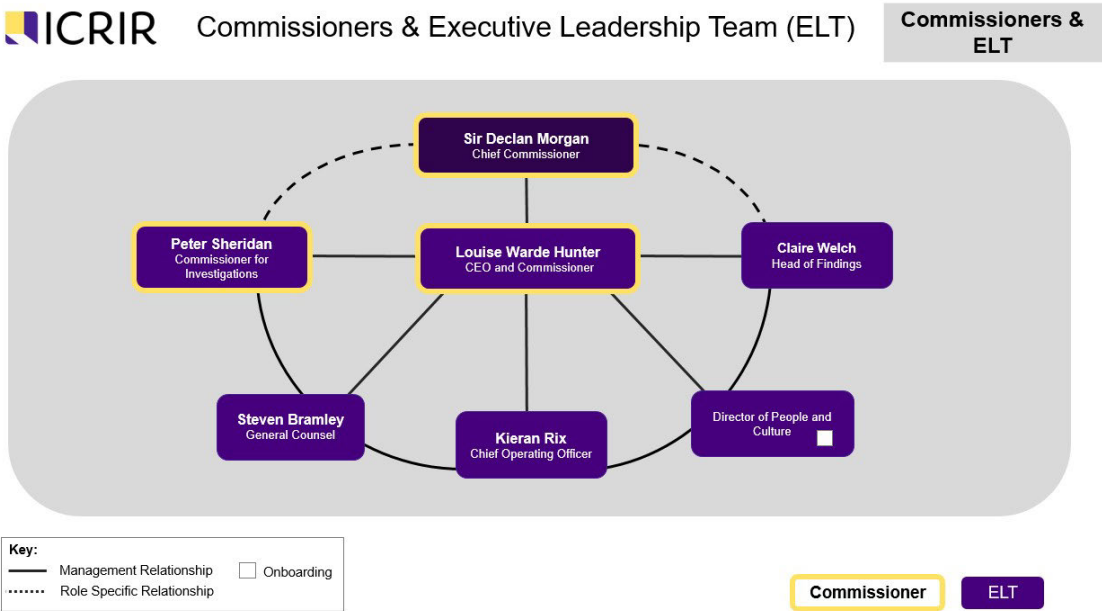 ICRIR
Commissioners & Executive Leadership Team (ELT)
Commissioners &
ELT
Sir Declan Morgan
Chief Commissioner
Peter Sheridan
Commissioner for
Investigations
Louise Warde Hunter
CEO and Commissioner
Claire Welch
Head of Findings
Steven Bramley
General Counsel
Kieran Rix
Chief Operating Officer
Director of People and
Culture
Key:
Management Relationship
Onboarding
Role Specific Relationship
Commissioner
ELT